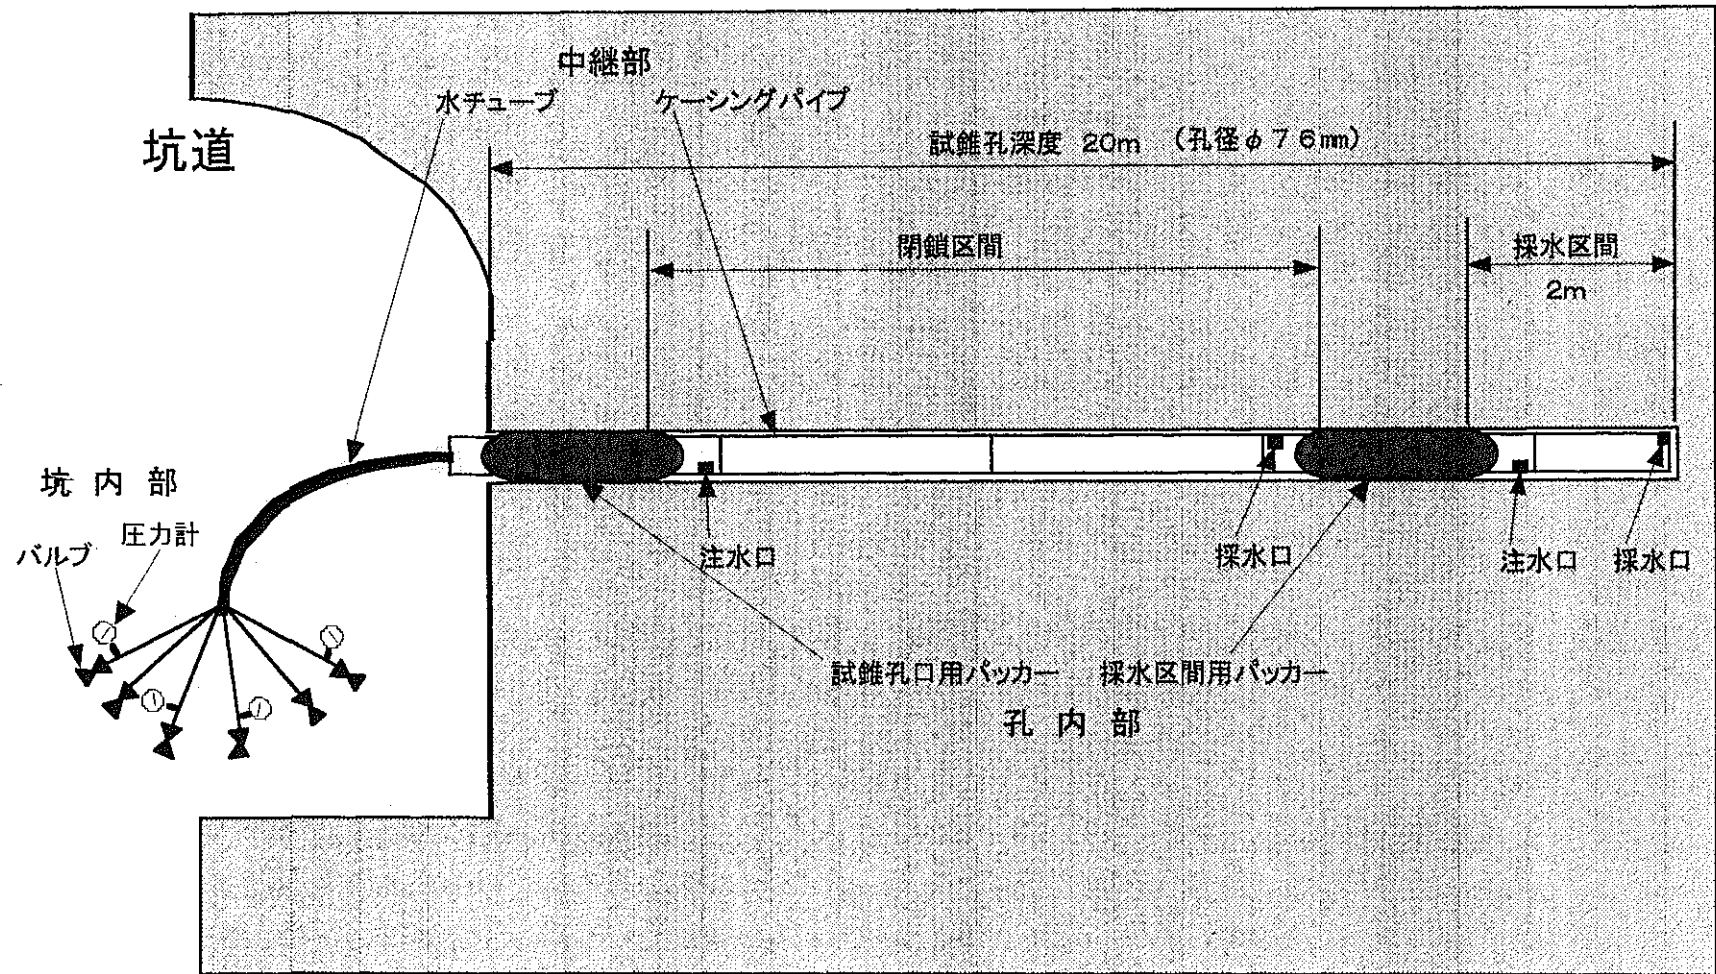 中継部
水チューブ
ケーシングパイプ
坑道
試錐孔深度 20m (孔径φ76㎜)
閉鎖区間
採水区間
2m
坑内部
圧力計
バルブ
注水口
採水口
注水口
採水口
試錐孔口用パッカー
採水区間用パッカー
孔内部